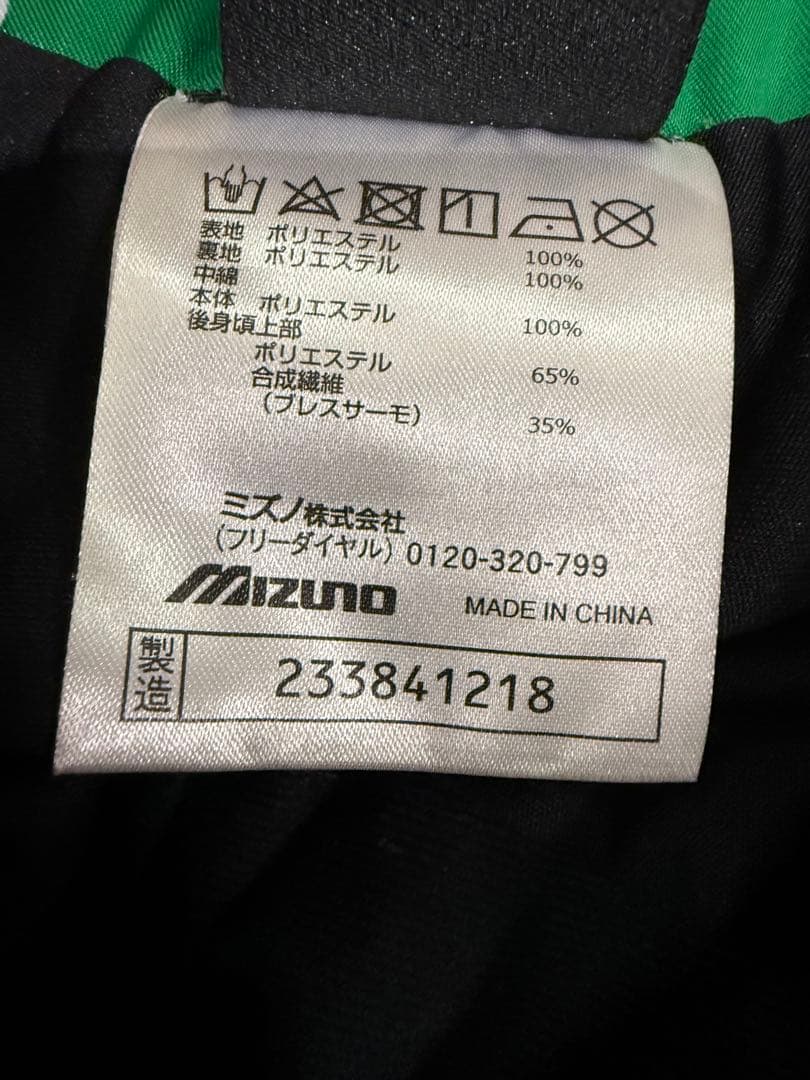 表地 ポリエステル 100%
裏地 ポリエステル 100%
中綿
本体 ポリエステル 100%
後身頃上部
ポリエステル 65%
合成繊維
(ブレスサーモ) 35%
ミズノ株式会社
(フリーダイヤル) 0120-320-799
MIZUNO MADE IN CHINA
製造 233841218